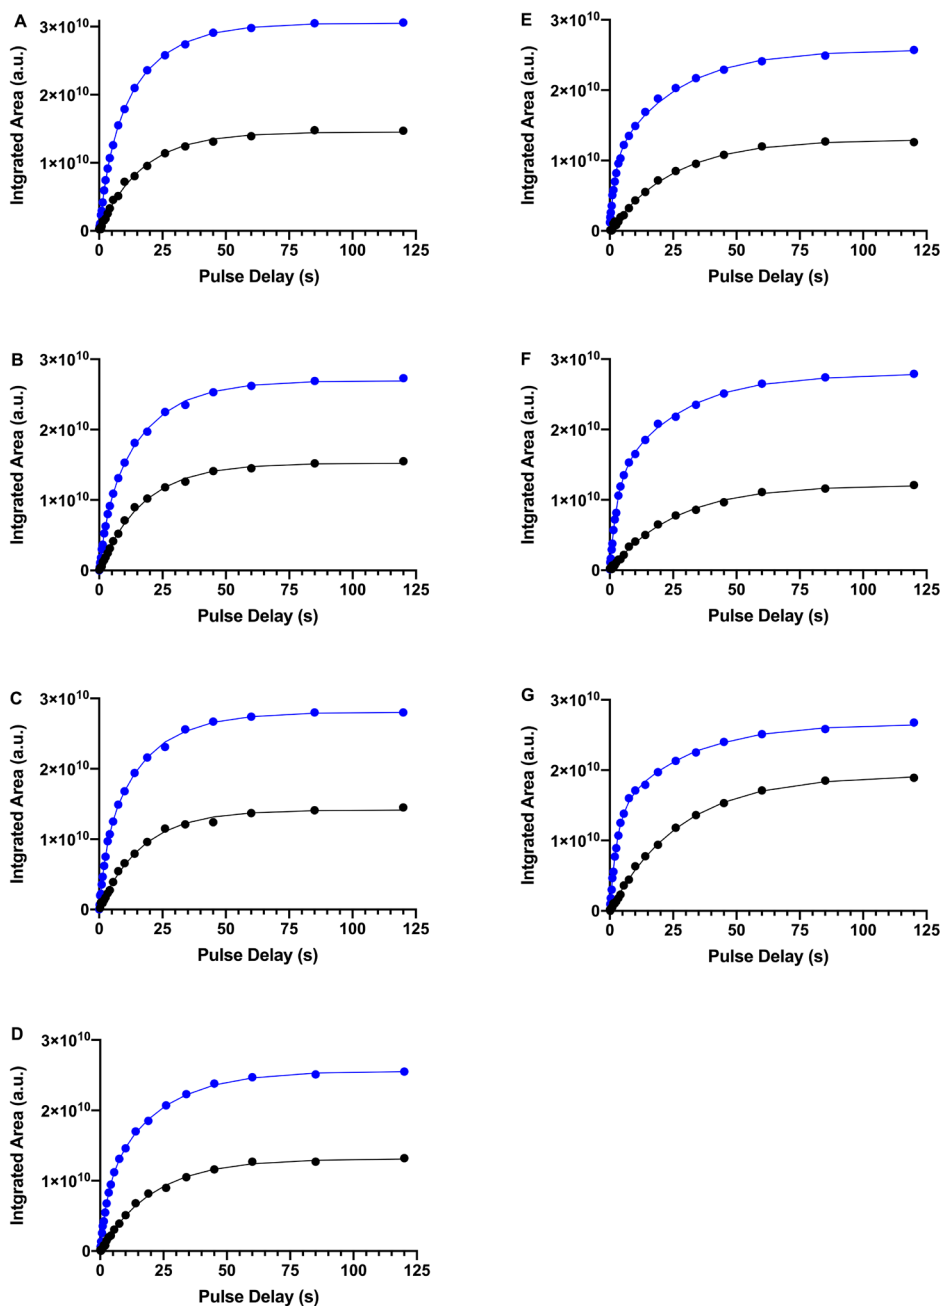 A
3×10¹⁰
2×10¹⁰
1×10¹⁰
0
Intgrated Area (a.u.)
0 25 50 75 100 125
Pulse Delay (s)
E
3×10¹⁰
2×10¹⁰
1×10¹⁰
0
Intgrated Area (a.u.)
0 25 50 75 100 125
Pulse Delay (s)
B
3×10¹⁰
2×10¹⁰
1×10¹⁰
0
Intgrated Area (a.u.)
0 25 50 75 100 125
Pulse Delay (s)
F
3×10¹⁰
2×10¹⁰
1×10¹⁰
0
Intgrated Area (a.u.)
0 25 50 75 100 125
Pulse Delay (s)
C
3×10¹⁰
2×10¹⁰
1×10¹⁰
0
Intgrated Area (a.u.)
0 25 50 75 100 125
Pulse Delay (s)
G
3×10¹⁰
2×10¹⁰
1×10¹⁰
0
Intgrated Area (a.u.)
0 25 50 75 100 125
Pulse Delay (s)
D
3×10¹⁰
2×10¹⁰
1×10¹⁰
0
Intgrated Area (a.u.)
0 25 50 75 100 125
Pulse Delay (s)